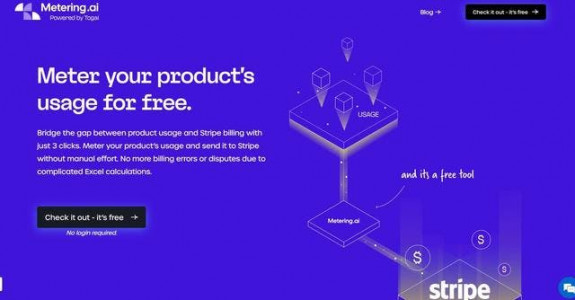 Metering.ai
Powered by Togai
Blog →
Check it out - it's free →
Meter your product's
usage for free.
Bridge the gap between product usage and Stripe billing with
just 3 clicks. Meter your product's usage and send it to Stripe
without manual effort. No more billing errors or disputes due to
complicated Excel calculations.
Check it out - it's free →
No login required.
USAGE
and its a free tool
Metering.ai
$
$
$
stripe